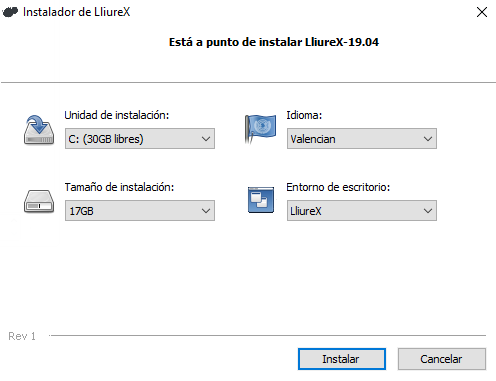 Instalador de LliureX
Está a punto de instalar LliureX-19.04
Unidad de instalación:
Idioma:
C: (30GB libres)
Valencian
Tamaño de instalación:
Entorno de escritorio:
17GB
LliureX
Rev 1
Instalar
Cancelar